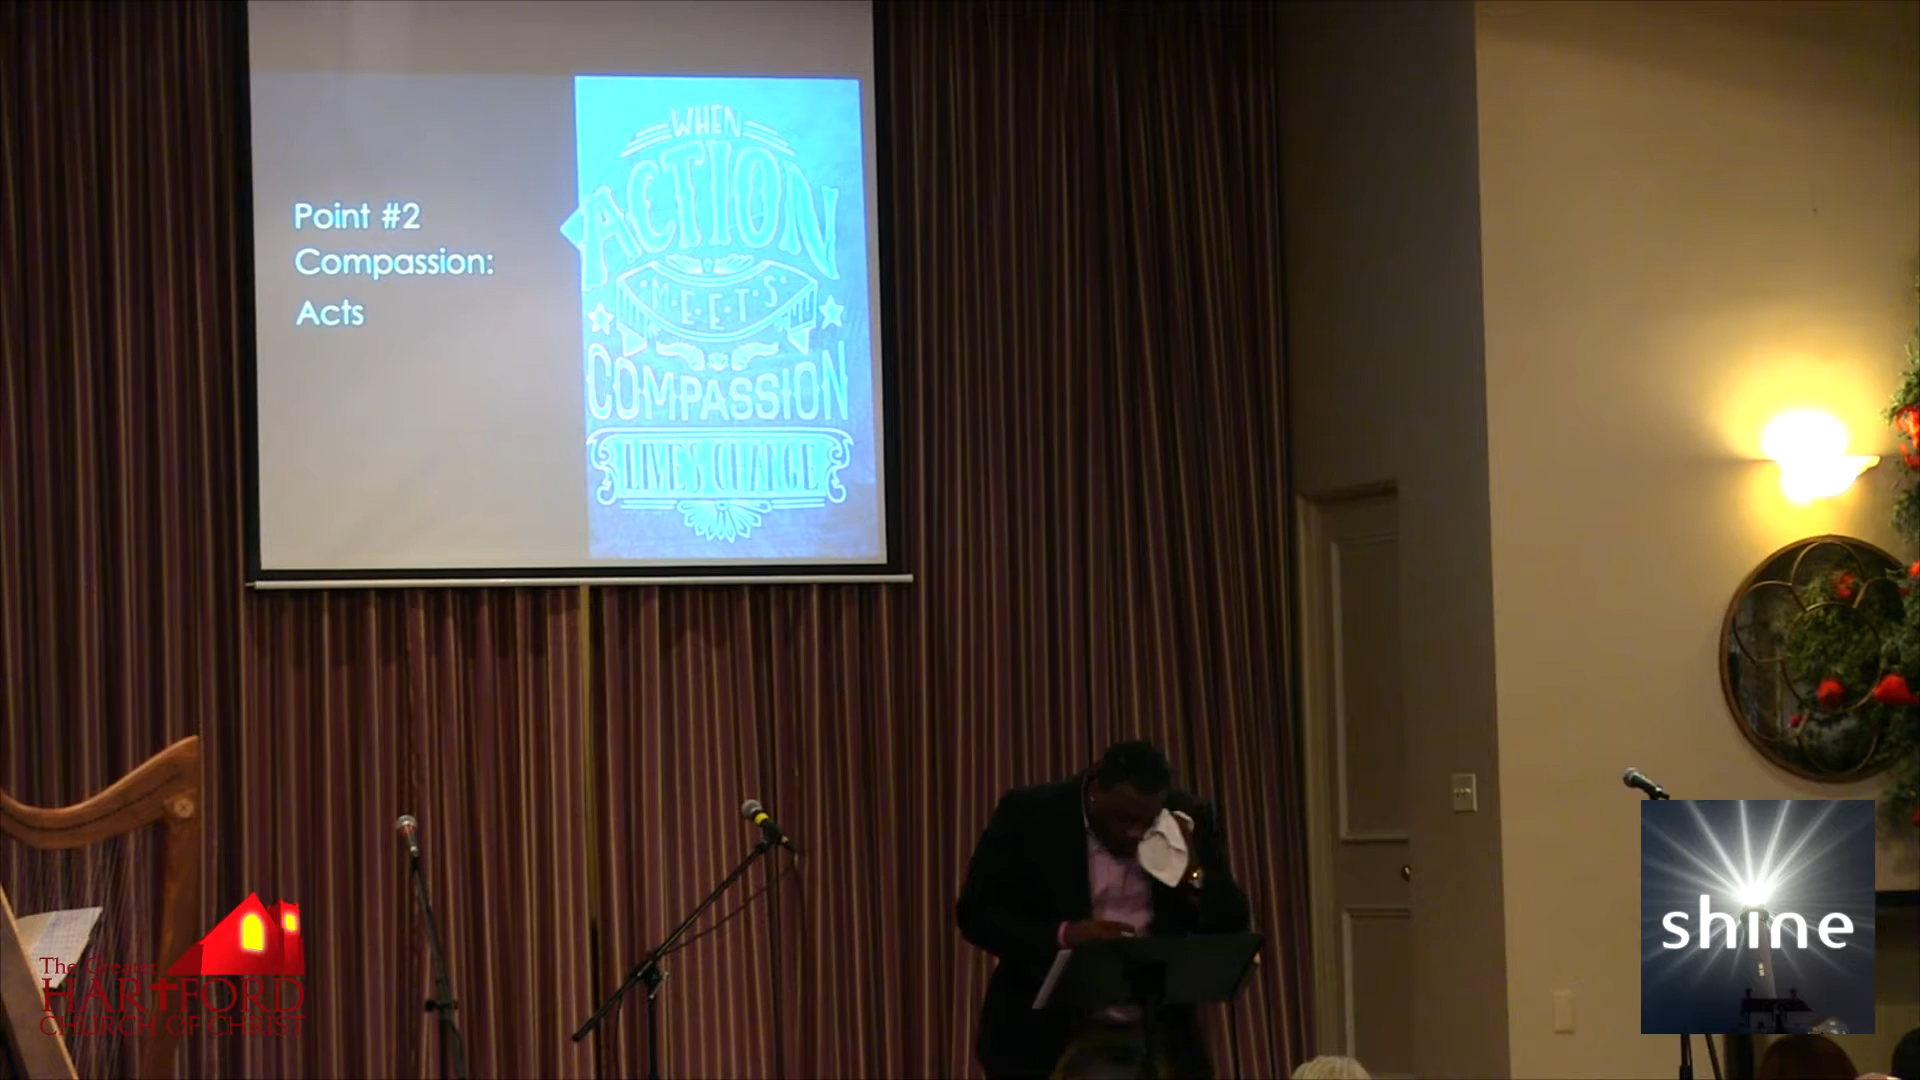 Point #2
Compassion:
Acts
WHEN
ACTION
MEETS
COMPASSION
LIVES CHANGE
The Greater
HARTFORD
CHURCH OF CHRIST
shine